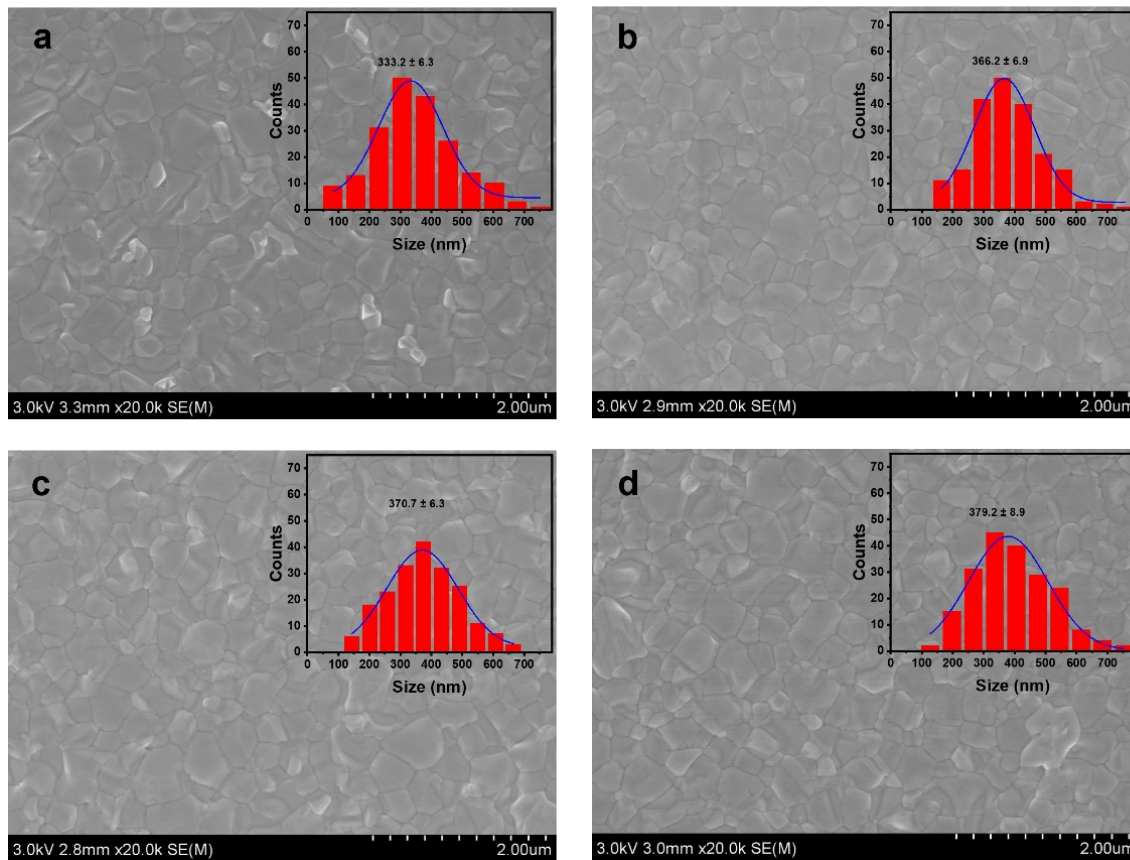 a
333.2 ± 6.3
Counts
70
60
50
40
30
20
10
0
0 100 200 300 400 500 600 700
Size (nm)
3.0kV 3.3mm x20.0k SE(M) 2.00um
b
366.2 ± 6.9
Counts
70
60
50
40
30
20
10
0
0 100 200 300 400 500 600 700
Size (nm)
3.0kV 2.9mm x20.0k SE(M) 2.00um
c
370.7 ± 6.3
Counts
70
60
50
40
30
20
10
0
0 100 200 300 400 500 600 700
Size (nm)
3.0kV 2.8mm x20.0k SE(M) 2.00um
d
379.2 ± 8.9
Counts
70
60
50
40
30
20
10
0
0 100 200 300 400 500 600 700
Size (nm)
3.0kV 3.0mm x20.0k SE(M) 2.00um